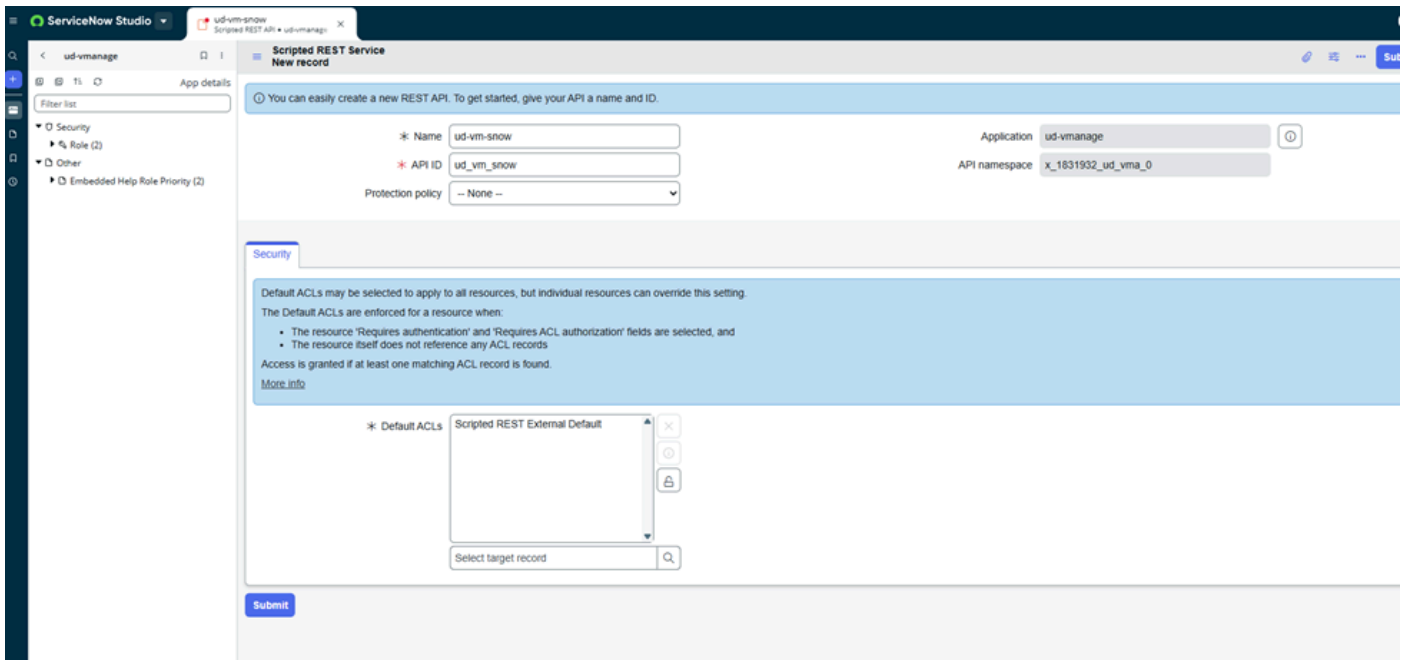 ServiceNow Studio
ud-vm-snow
Scripted REST API • ud-vmanage
ud-vmanage
App details
Filter list
Security
Role (2)
Other
Embedded Help Role Priority (2)
Scripted REST Service
New record
Sub
You can easily create a new REST API. To get started, give your API a name and ID.
Name ud-vm-snow
Application ud-vmanage
API ID ud_vm_snow
API namespace x_1831932_ud_vma_0
Protection policy -- None --
Security
Default ACLs may be selected to apply to all resources, but individual resources can override this setting.
The Default ACLs are enforced for a resource when:
• The resource 'Requires authentication' and 'Requires ACL authorization' fields are selected, and
• The resource itself does not reference any ACL records
Access is granted if at least one matching ACL record is found.
More info
Default ACLs Scripted REST External Default
Select target record
Submit